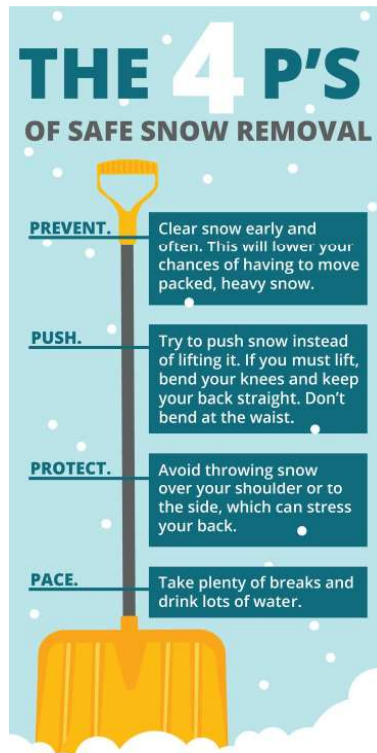 THE 4 P'S
OF SAFE SNOW REMOVAL
PREVENT.
Clear snow early and
often. This will lower your
chances of having to move
packed, heavy snow.
PUSH.
Try to push snow instead
of lifting it. If you must lift,
bend your knees and keep
your back straight. Don't
bend at the waist.
PROTECT.
Avoid throwing snow
over your shoulder or to
the side, which can stress
your back.
PACE.
Take plenty of breaks and
drink lots of water.